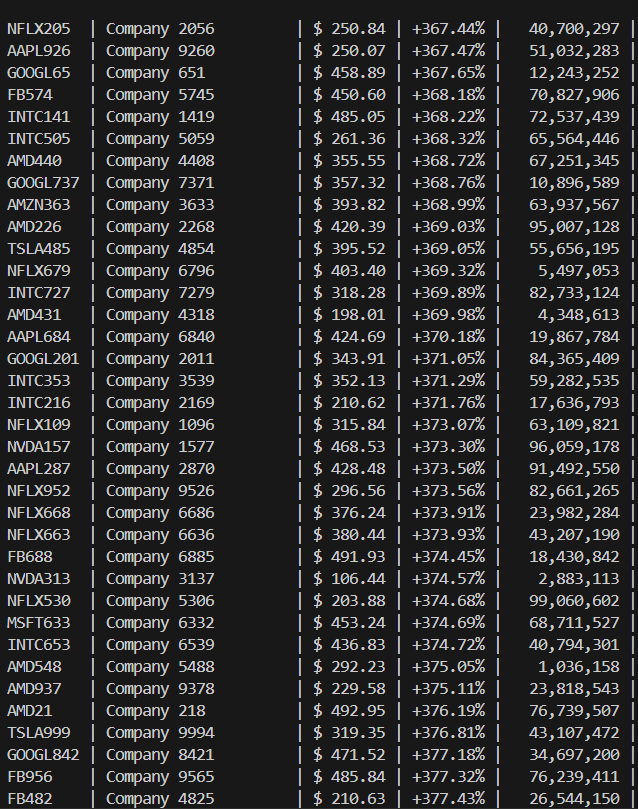 NFLX205 | Company 2056 | $ 250.84 | +367.44% | 40,700,297 |
AAPL926 | Company 9260 | $ 250.07 | +367.47% | 51,032,283 |
GOOGL65 | Company 651 | $ 458.89 | +367.65% | 12,243,252 |
FB574 | Company 5745 | $ 450.60 | +368.18% | 70,827,906 |
INTC141 | Company 1419 | $ 485.05 | +368.22% | 72,537,439 |
INTC505 | Company 5059 | $ 261.36 | +368.32% | 65,564,446 |
AMD440 | Company 4408 | $ 355.55 | +368.72% | 67,251,345 |
GOOGL737 | Company 7371 | $ 357.32 | +368.76% | 10,896,589 |
AMZN363 | Company 3633 | $ 393.82 | +368.99% | 63,937,567 |
AMD226 | Company 2268 | $ 420.39 | +369.03% | 95,007,128 |
TSLA485 | Company 4854 | $ 395.52 | +369.05% | 55,656,195 |
NFLX679 | Company 6796 | $ 403.40 | +369.32% | 5,497,053 |
INTC727 | Company 7279 | $ 318.28 | +369.89% | 82,733,124 |
AMD431 | Company 4318 | $ 198.01 | +369.98% | 4,348,613 |
AAPL684 | Company 6840 | $ 424.69 | +370.18% | 19,867,784 |
GOOGL201 | Company 2011 | $ 343.91 | +371.05% | 84,365,409 |
INTC353 | Company 3539 | $ 352.13 | +371.29% | 59,282,535 |
INTC216 | Company 2169 | $ 210.62 | +371.76% | 17,636,793 |
NFLX109 | Company 1096 | $ 315.84 | +373.07% | 63,109,821 |
NVDA157 | Company 1577 | $ 468.53 | +373.30% | 96,059,178 |
AAPL287 | Company 2870 | $ 428.48 | +373.50% | 91,492,550 |
NFLX952 | Company 9526 | $ 296.56 | +373.56% | 82,661,265 |
NFLX668 | Company 6686 | $ 376.24 | +373.91% | 23,982,284 |
NFLX663 | Company 6636 | $ 380.44 | +373.93% | 43,207,190 |
FB688 | Company 6885 | $ 491.93 | +374.45% | 18,430,842 |
NVDA313 | Company 3137 | $ 106.44 | +374.57% | 2,883,113 |
NFLX530 | Company 5306 | $ 203.88 | +374.68% | 99,060,602 |
MSFT633 | Company 6332 | $ 453.24 | +374.69% | 68,711,527 |
INTC653 | Company 6539 | $ 436.83 | +374.72% | 40,794,301 |
AMD548 | Company 5488 | $ 292.23 | +375.05% | 1,036,158 |
AMD937 | Company 9378 | $ 229.58 | +375.11% | 23,818,543 |
AMD21 | Company 218 | $ 492.95 | +376.19% | 76,739,507 |
TSLA999 | Company 9994 | $ 319.35 | +376.81% | 43,107,472 |
GOOGL842 | Company 8421 | $ 471.52 | +377.18% | 34,697,200 |
FB956 | Company 9565 | $ 485.84 | +377.32% | 76,239,411 |
FB482 | Company 4825 | $ 210.63 | +377.43% | 26,544,150 |